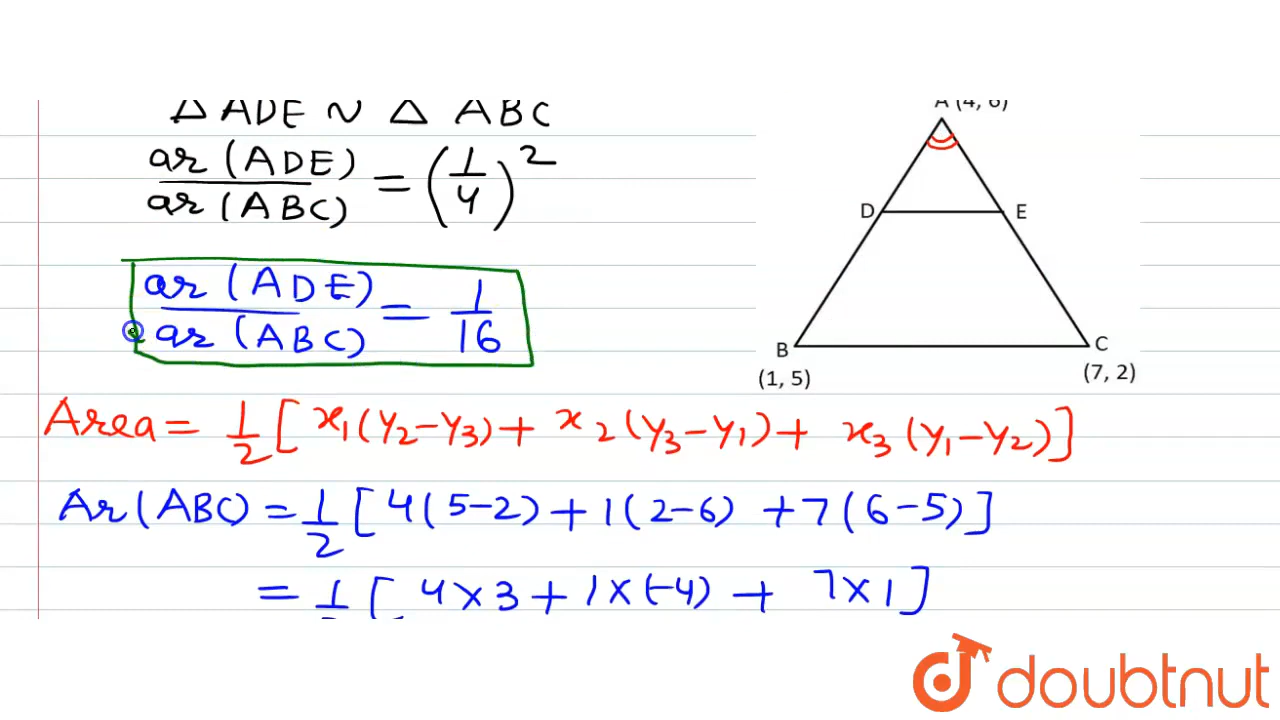 △ ADE ~ △ ABC
ar (ADE) / ar (ABC) = (1/4)²
ar (ADE) / ar (ABC) = 1/16
A (4, 6)
D E
B C
(1, 5) (7, 2)
Area = 1/2 [ x₁(y₂-y₃) + x₂(y₃-y₁) + x₃(y₁-y₂)]
Ar(ABC) = 1/2 [ 4(5-2) + 1(2-6) + 7(6-5)]
= 1/2 [ 4×3 + 1×(-4) + 7×1]
doubtnut